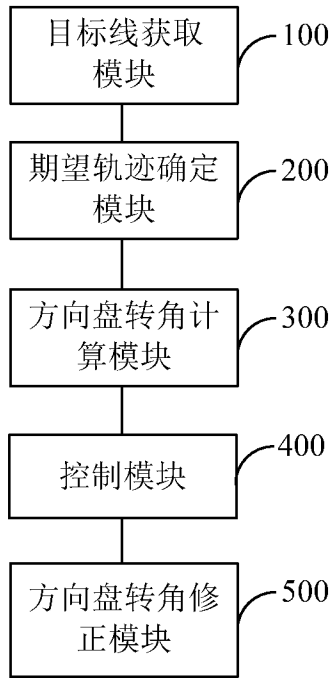 目标线获取
模块
100
期望轨迹确定
模块
200
方向盘转角计
算模块
300
控制模块
400
方向盘转角修
正模块
500